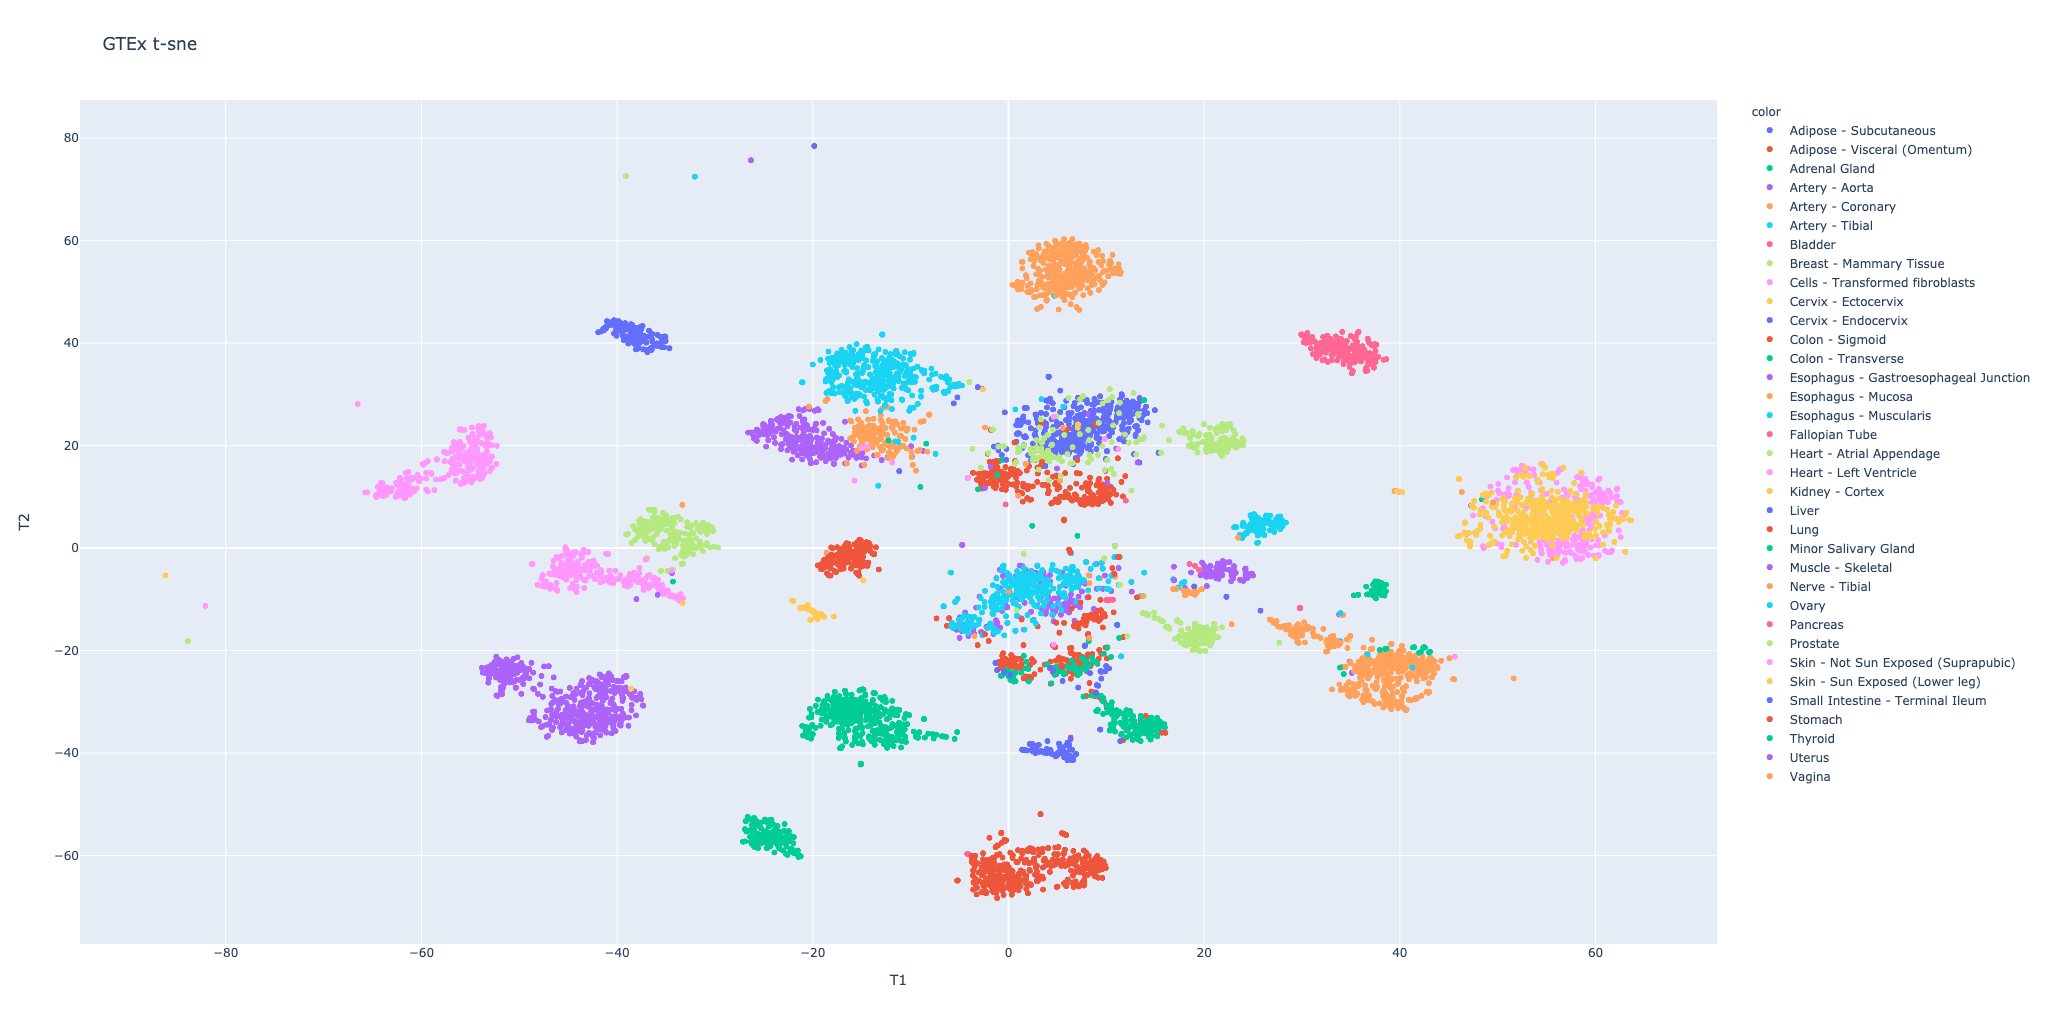 GTEx t-sne
80
60
40
20
0
−20
−40
−60
T2
−80
−60
−40
−20
0
20
40
60
T1
color
Adipose - Subcutaneous
Adipose - Visceral (Omentum)
Adrenal Gland
Artery - Aorta
Artery - Coronary
Artery - Tibial
Bladder
Breast - Mammary Tissue
Cells - Transformed fibroblasts
Cervix - Ectocervix
Cervix - Endocervix
Colon - Sigmoid
Colon - Transverse
Esophagus - Gastroesophageal Junction
Esophagus - Mucosa
Esophagus - Muscularis
Fallopian Tube
Heart - Atrial Appendage
Heart - Left Ventricle
Kidney - Cortex
Liver
Lung
Minor Salivary Gland
Muscle - Skeletal
Nerve - Tibial
Ovary
Pancreas
Prostate
Skin - Not Sun Exposed (Suprapubic)
Skin - Sun Exposed (Lower leg)
Small Intestine - Terminal Ileum
Stomach
Thyroid
Uterus
Vagina